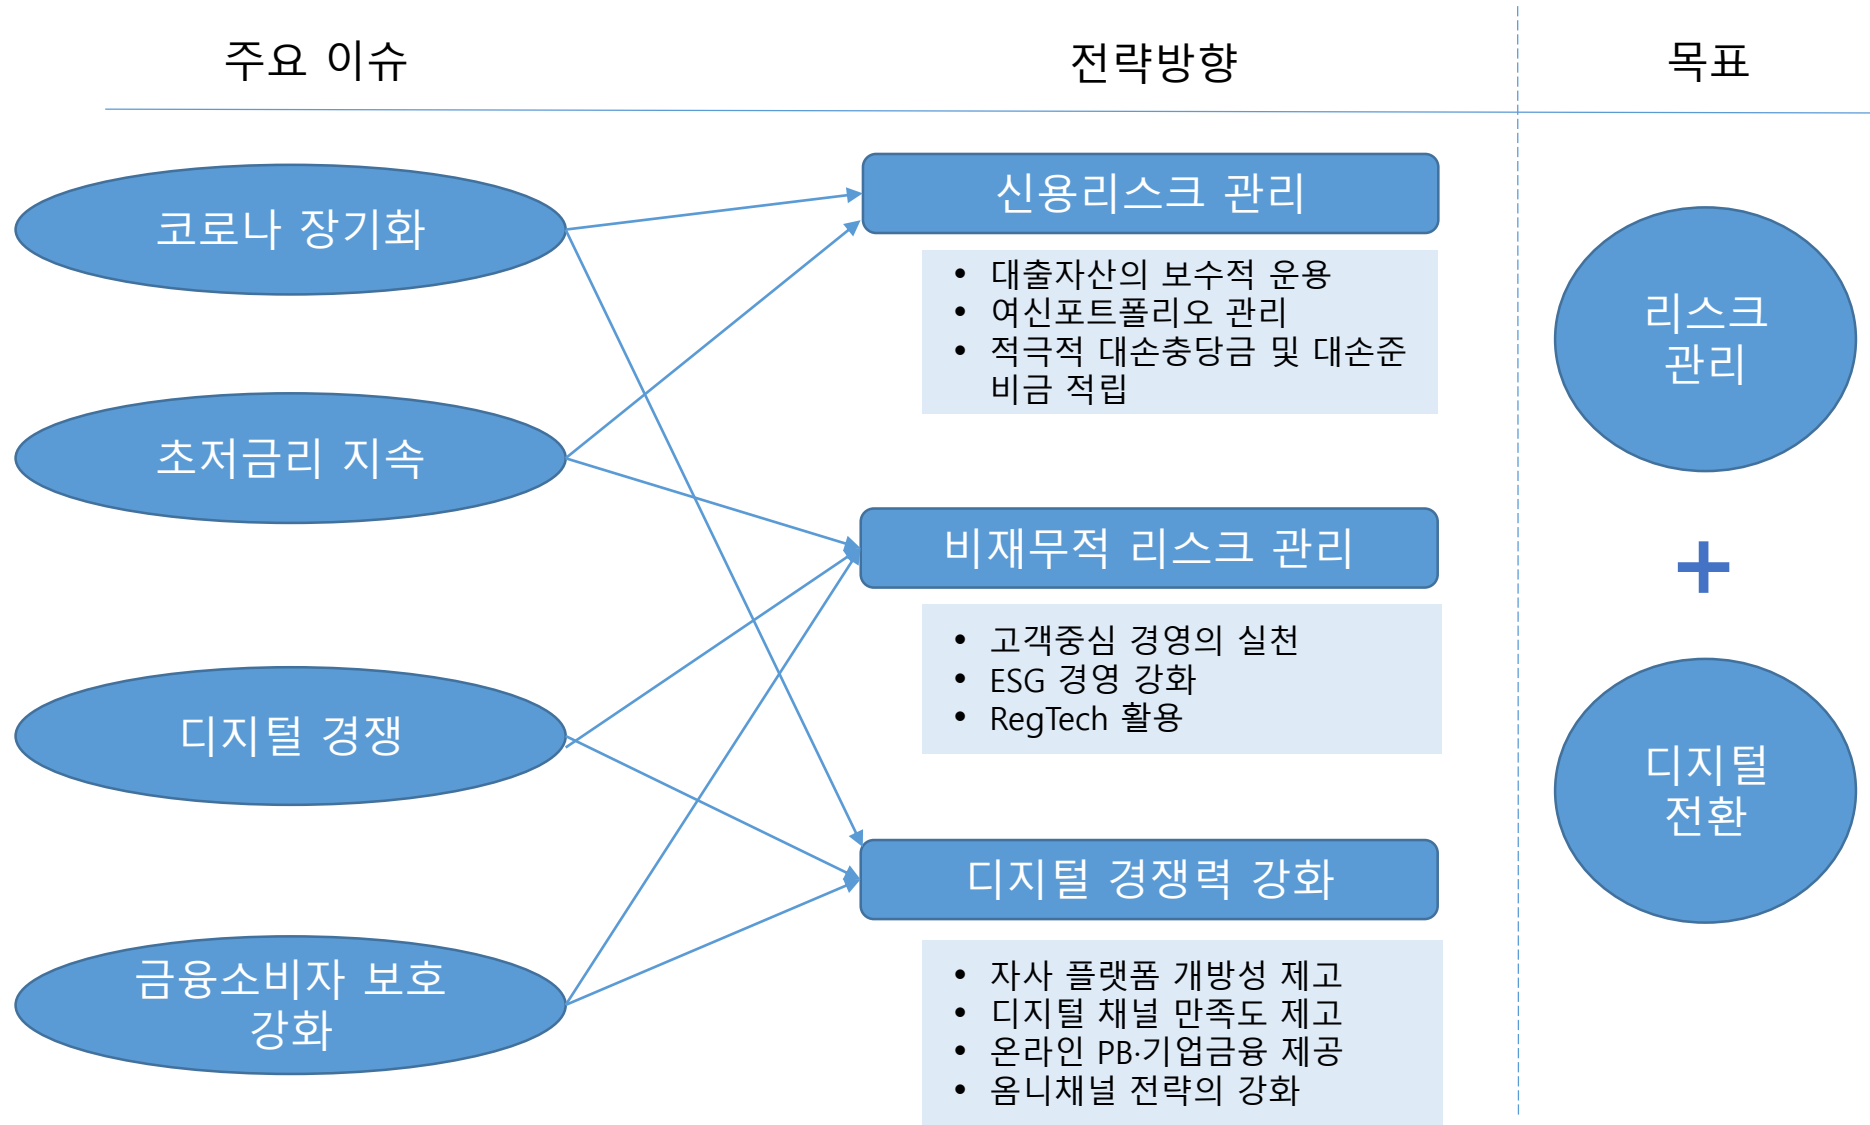 주요 이슈
전략방향
목표
코로나 장기화
초저금리 지속
디지털 경쟁
금융소비자 보호
강화
신용리스크 관리
• 대출자산의 보수적 운용
• 여신포트폴리오 관리
• 적극적 대손충당금 및 대손준
비금 적립
비재무적 리스크 관리
• 고객중심 경영의 실천
• ESG 경영 강화
• RegTech 활용
디지털 경쟁력 강화
• 자사 플랫폼 개방성 제고
• 디지털 채널 만족도 제고
• 온라인 PB·기업금융 제공
• 옴니채널 전략의 강화
리스크
관리
+
디지털
전환